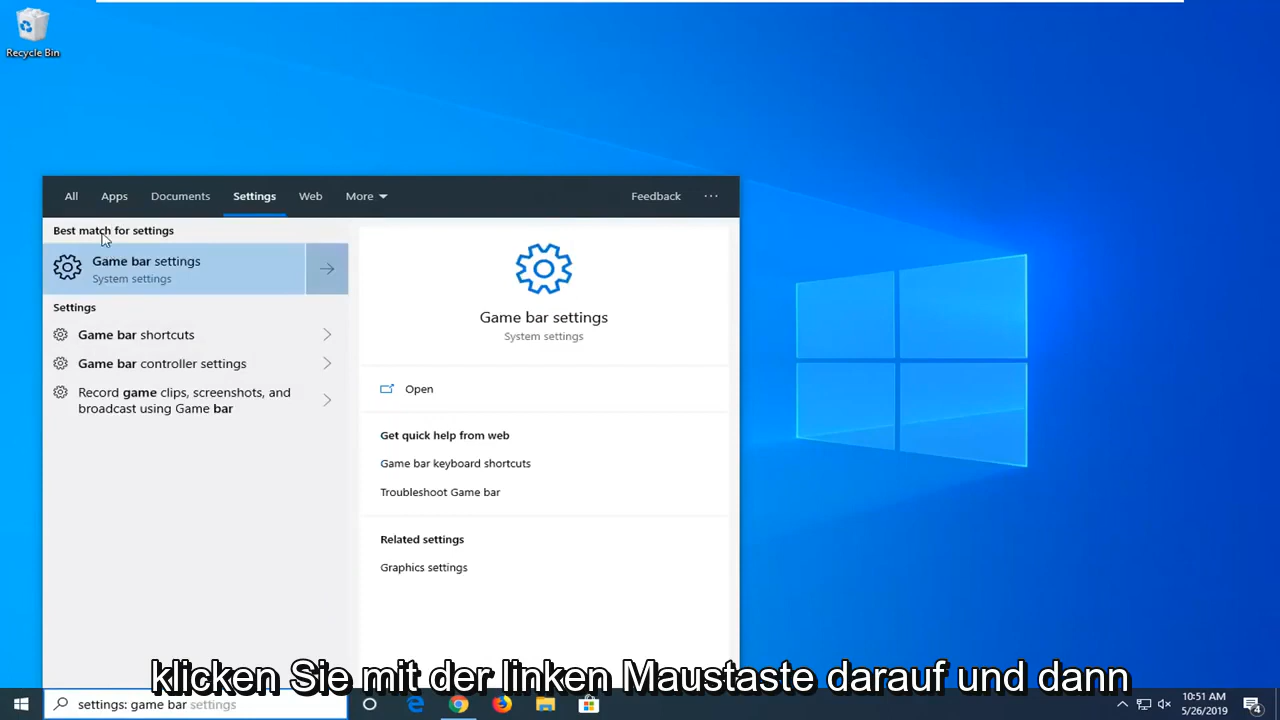 Recycle Bin
All Apps Documents Settings Web More Feedback ...
Best match for settings
Game bar settings
System settings
Settings
Game bar shortcuts
Game bar controller settings
Record game clips, screenshots, and
broadcast using Game bar
Game bar settings
System settings
Open
Get quick help from web
Game bar keyboard shortcuts
Troubleshoot Game bar
Related settings
Graphics settings
klicken Sie mit der linken Maustaste darauf und dann
settings: game bar settings
10:51 AM
5/26/2019
4